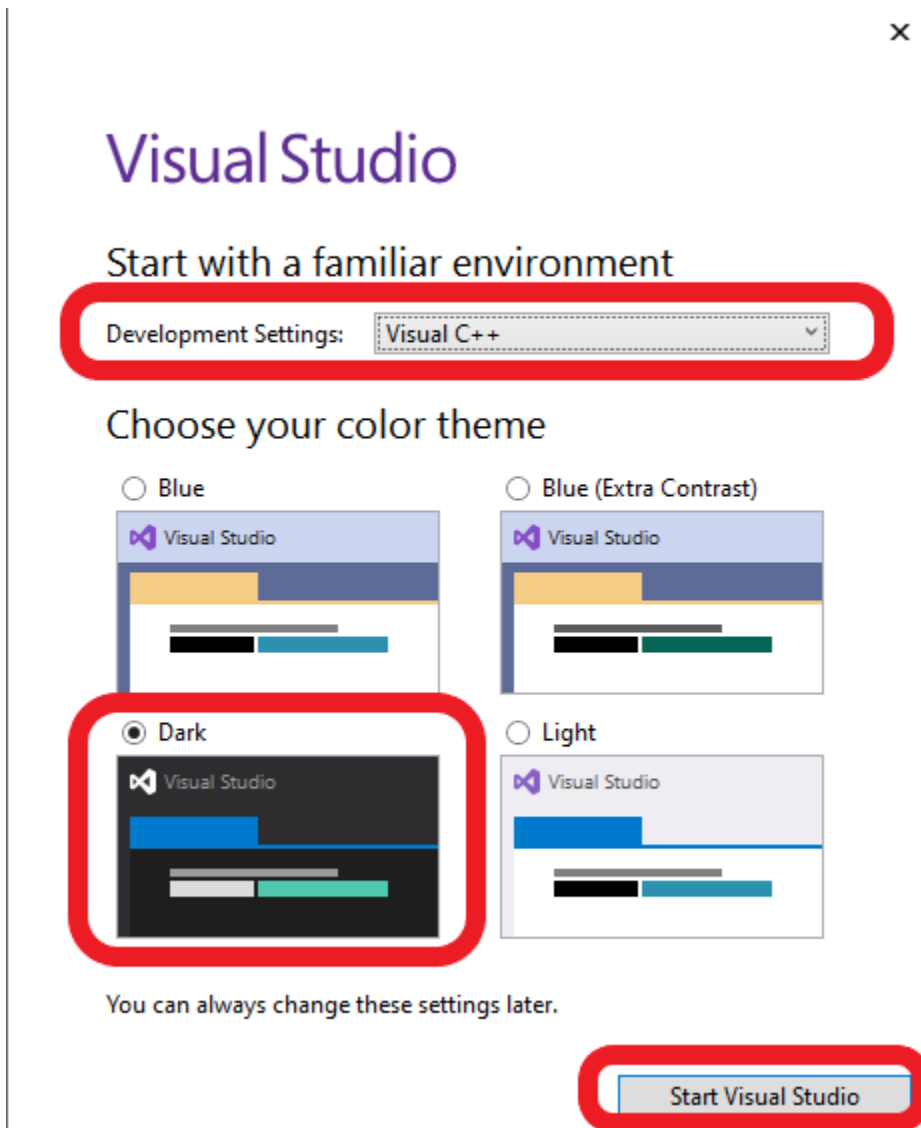 Visual Studio
Start with a familiar environment
Development Settings: Visual C++
Choose your color theme
Blue
Blue (Extra Contrast)
Visual Studio
Visual Studio
Dark
Light
Visual Studio
Visual Studio
You can always change these settings later.
Start Visual Studio